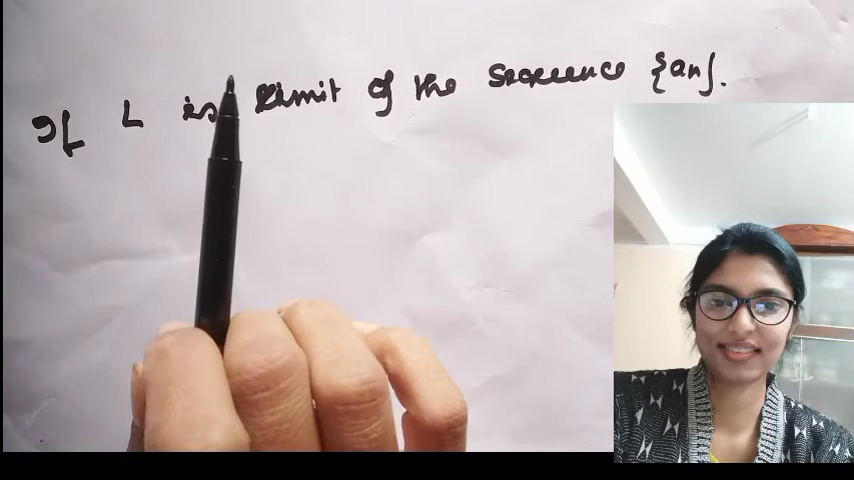 If L is limit of the sequence {an}.